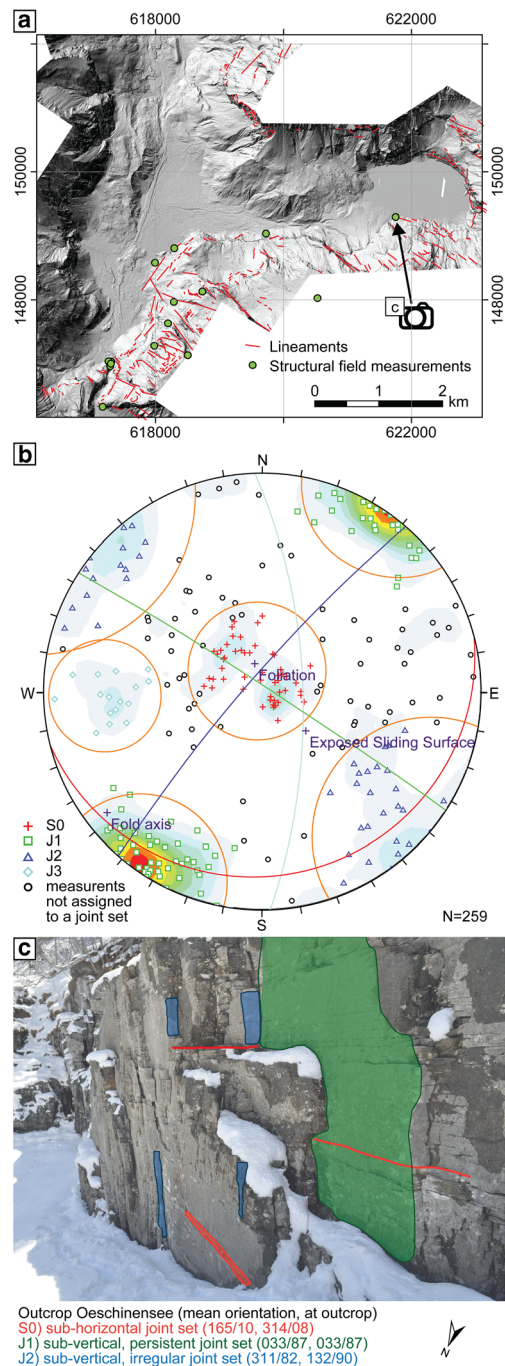 a
618000 622000
150000 150000
148000 148000
c
Lineaments
Structural field measurements
0 1 2
km
618000 622000
b
N
W
E
S
Foliation
Exposed Sliding Surface
Fold axis
S0
J1
J2
J3
measurents
not assigned
to a joint set
N=259
c
Outcrop Oeschinensee (mean orientation, at outcrop)
S0) sub-horizontal joint set (165/10, 314/08)
J1) sub-vertical, persistent joint set (033/87, 033/87)
J2) sub-vertical, irregular joint set (311/82, 132/90)
N